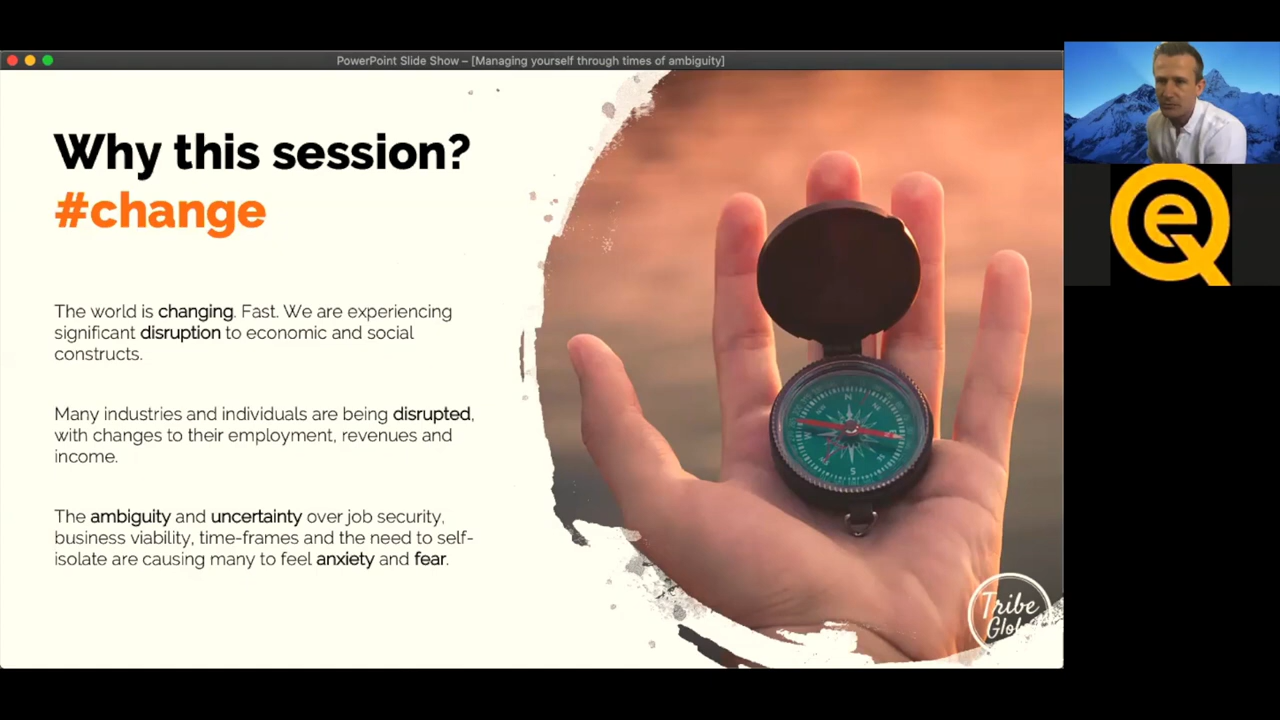 PowerPoint Slide Show – [Managing yourself through times of ambiguity]
Why this session?
#change
The world is changing. Fast. We are experiencing
significant disruption to economic and social
constructs.
Many industries and individuals are being disrupted,
with changes to their employment, revenues and
income.
The ambiguity and uncertainty over job security,
business viability, time-frames and the need to self-
isolate are causing many to feel anxiety and fear.
N
S
Tribe
eQ